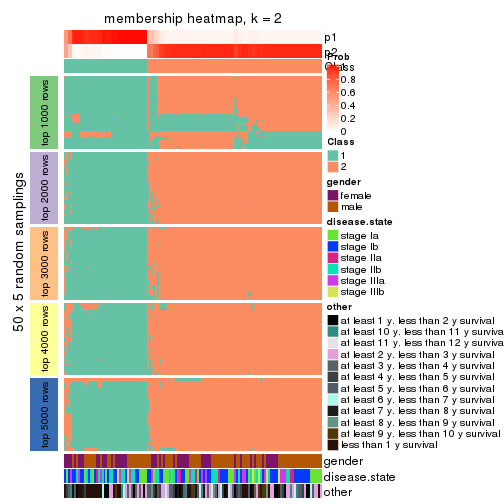 membership heatmap, k = 2
p1
p2
Class
50 x 5 random samplings
top 1000 rows
top 2000 rows
top 3000 rows
top 4000 rows
top 5000 rows
gender
disease.state
other
Prob
1
0.8
0.6
0.4
0.2
0
Class
1
2
gender
female
male
disease.state
stage Ia
stage Ib
stage IIa
stage IIb
stage IIIa
stage IIIb
other
at least 1 y. less than 2 y survival
at least 10 y. less than 11 y surviva
at least 11 y. less than 12 y surviva
at least 2 y. less than 3 y survival
at least 3 y. less than 4 y survival
at least 4 y. less than 5 y survival
at least 5 y. less than 6 y survival
at least 6 y. less than 7 y survival
at least 7 y. less than 8 y survival
at least 8 y. less than 9 y survival
at least 9 y. less than 10 y survival
less than 1 y survival